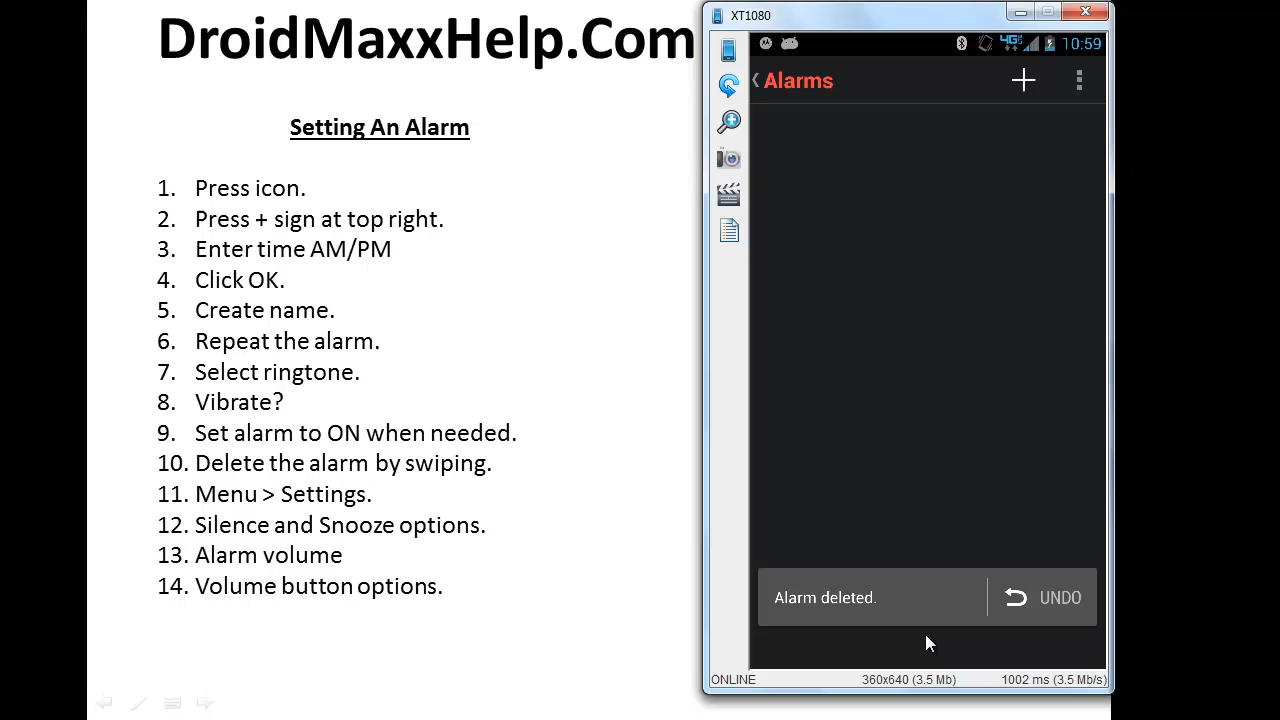 DroidMaxxHelp.Com
Setting An Alarm
1. Press icon.
2. Press + sign at top right.
3. Enter time AM/PM
4. Click OK.
5. Create name.
6. Repeat the alarm.
7. Select ringtone.
8. Vibrate?
9. Set alarm to ON when needed.
10. Delete the alarm by swiping.
11. Menu > Settings.
12. Silence and Snooze options.
13. Alarm volume
14. Volume button options.
XT1080
4G 10:59
Alarms
Alarm deleted. UNDO
ONLINE 360x640 (3.5 Mb) 1002 ms (3.5 Mb/s)